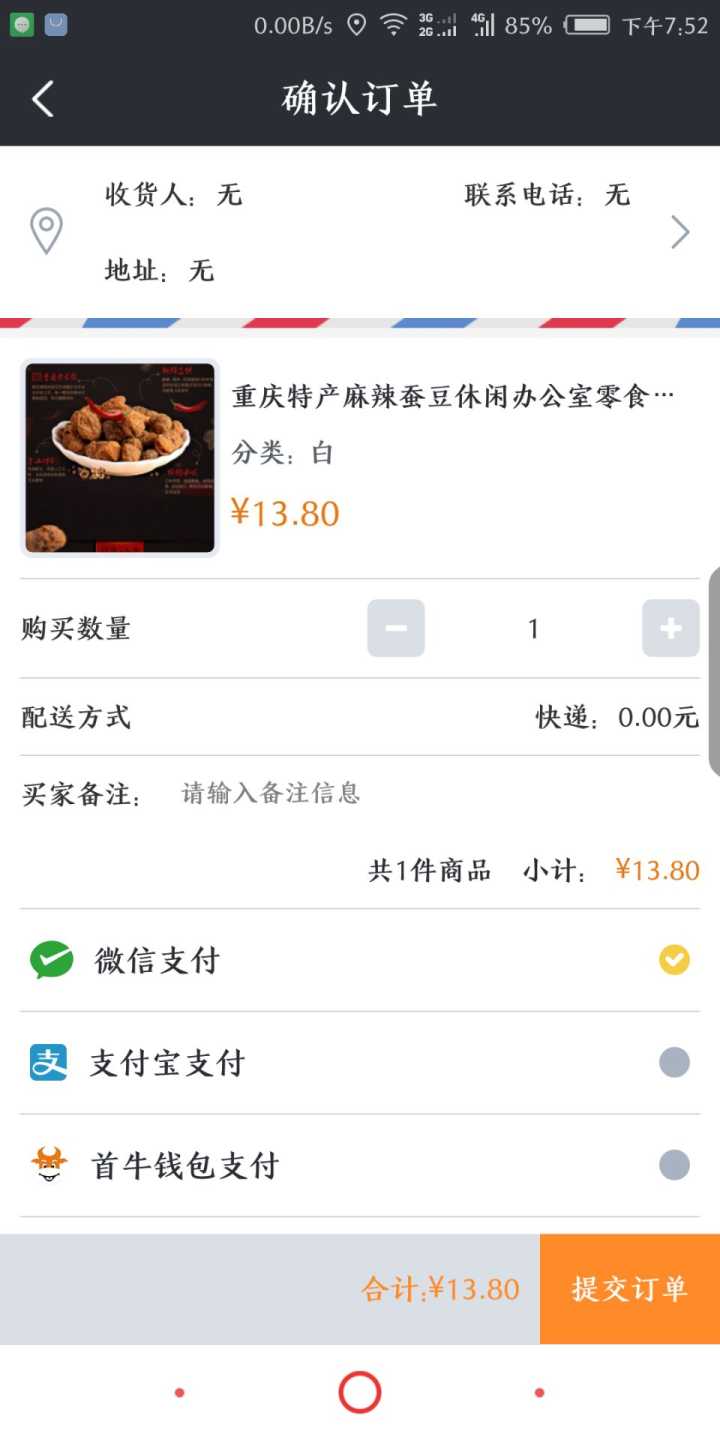 0.00B/s 3G 2G 4G 85% 下午7:52
确认订单
收货人：无 联系电话：无
地址：无
重庆特产麻辣蚕豆休闲办公室零食…
分类：白
¥13.80
购买数量 1
配送方式 快递：0.00元
买家备注： 请输入备注信息
共1件商品 小计： ¥13.80
微信支付
支 支付宝支付
首牛钱包支付
合计:¥13.80 提交订单